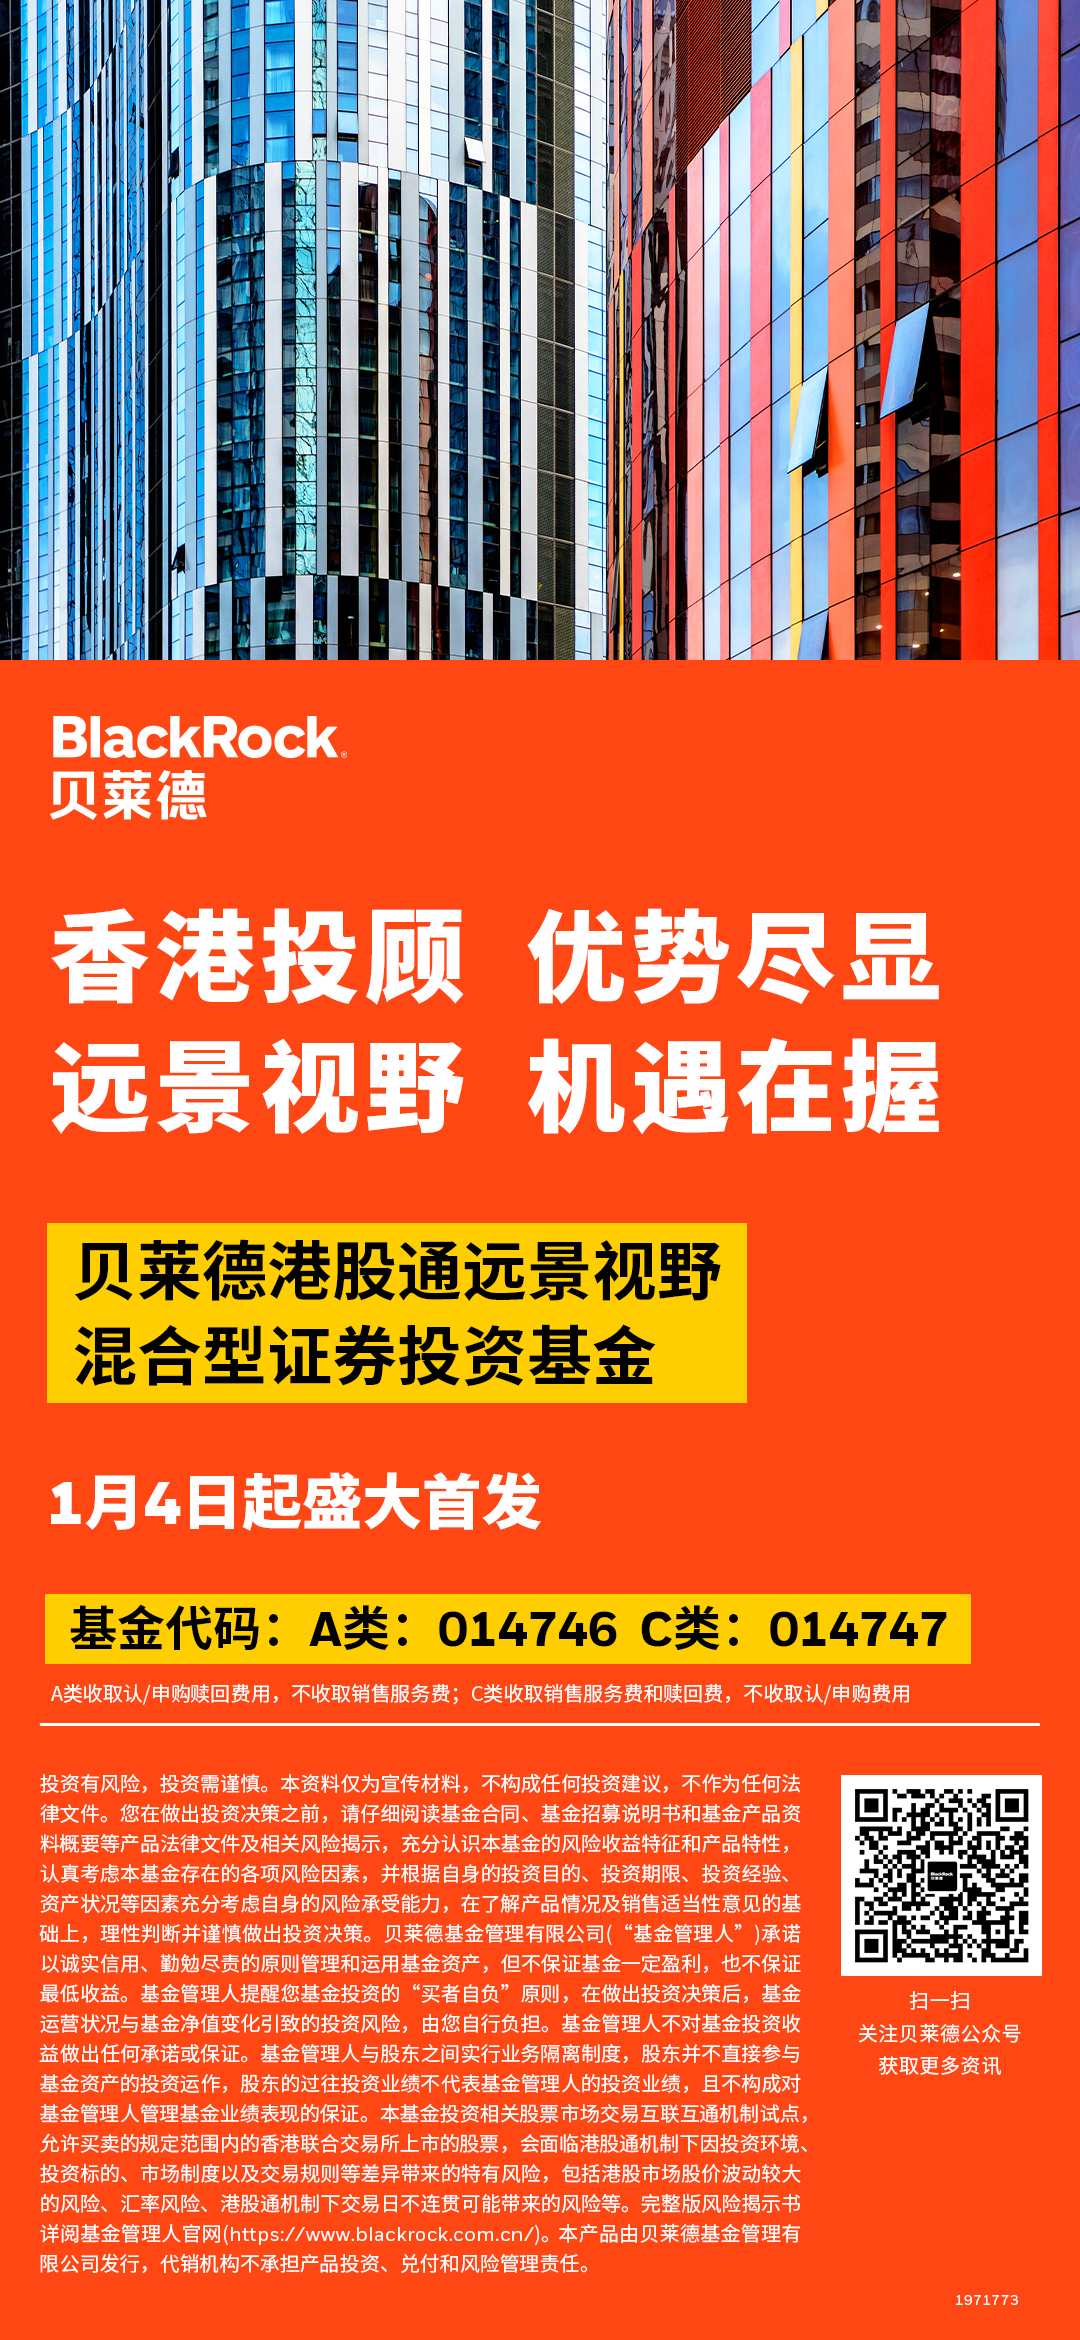 BlackRock®
贝莱德
香港投顾 优势尽显
远景视野 机遇在握
贝莱德港股通远景视野
混合型证券投资基金
1月4日起盛大首发
基金代码：A类：014746 C类：014747
A类收取认/申购赎回费用，不收取销售服务费；C类收取销售服务费和赎回费，不收取认/申购费用
投资有风险，投资需谨慎。本资料仅为宣传材料，不构成任何投资建议，不作为任何法
律文件。您在做出投资决策之前，请仔细阅读基金合同、基金招募说明书和基金产品资
料概要等产品法律文件及相关风险揭示，充分认识本基金的风险收益特征和产品特性，
认真考虑本基金存在的各项风险因素，并根据自身的投资目的、投资期限、投资经验、
资产状况等因素充分考虑自身的风险承受能力，在了解产品情况及销售适当性意见的基
础上，理性判断并谨慎做出投资决策。贝莱德基金管理有限公司(“基金管理人”)承诺
以诚实信用、勤勉尽责的原则管理和运用基金资产，但不保证基金一定盈利，也不保证
最低收益。基金管理人提醒您基金投资的“买者自负”原则，在做出投资决策后，基金
运营状况与基金净值变化引致的投资风险，由您自行负担。基金管理人不对基金投资收
益做出任何承诺或保证。基金管理人与股东之间实行业务隔离制度，股东并不直接参与
基金资产的投资运作，股东的过往投资业绩不代表基金管理人的投资业绩，且不构成对
基金管理人管理基金业绩表现的保证。本基金投资相关股票市场交易互联互通机制试点，
允许买卖的规定范围内的香港联合交易所上市的股票，会面临港股通机制下因投资环境、
投资标的、市场制度以及交易规则等差异带来的特有风险，包括港股市场股价波动较大
的风险、汇率风险、港股通机制下交易日不连贯可能带来的风险等。完整版风险揭示书
详阅基金管理人官网(https://www.blackrock.com.cn/)。本产品由贝莱德基金管理有
限公司发行，代销机构不承担产品投资、兑付和风险管理责任。
BlackRock
贝莱德
扫一扫
关注贝莱德公众号
获取更多资讯
1971773